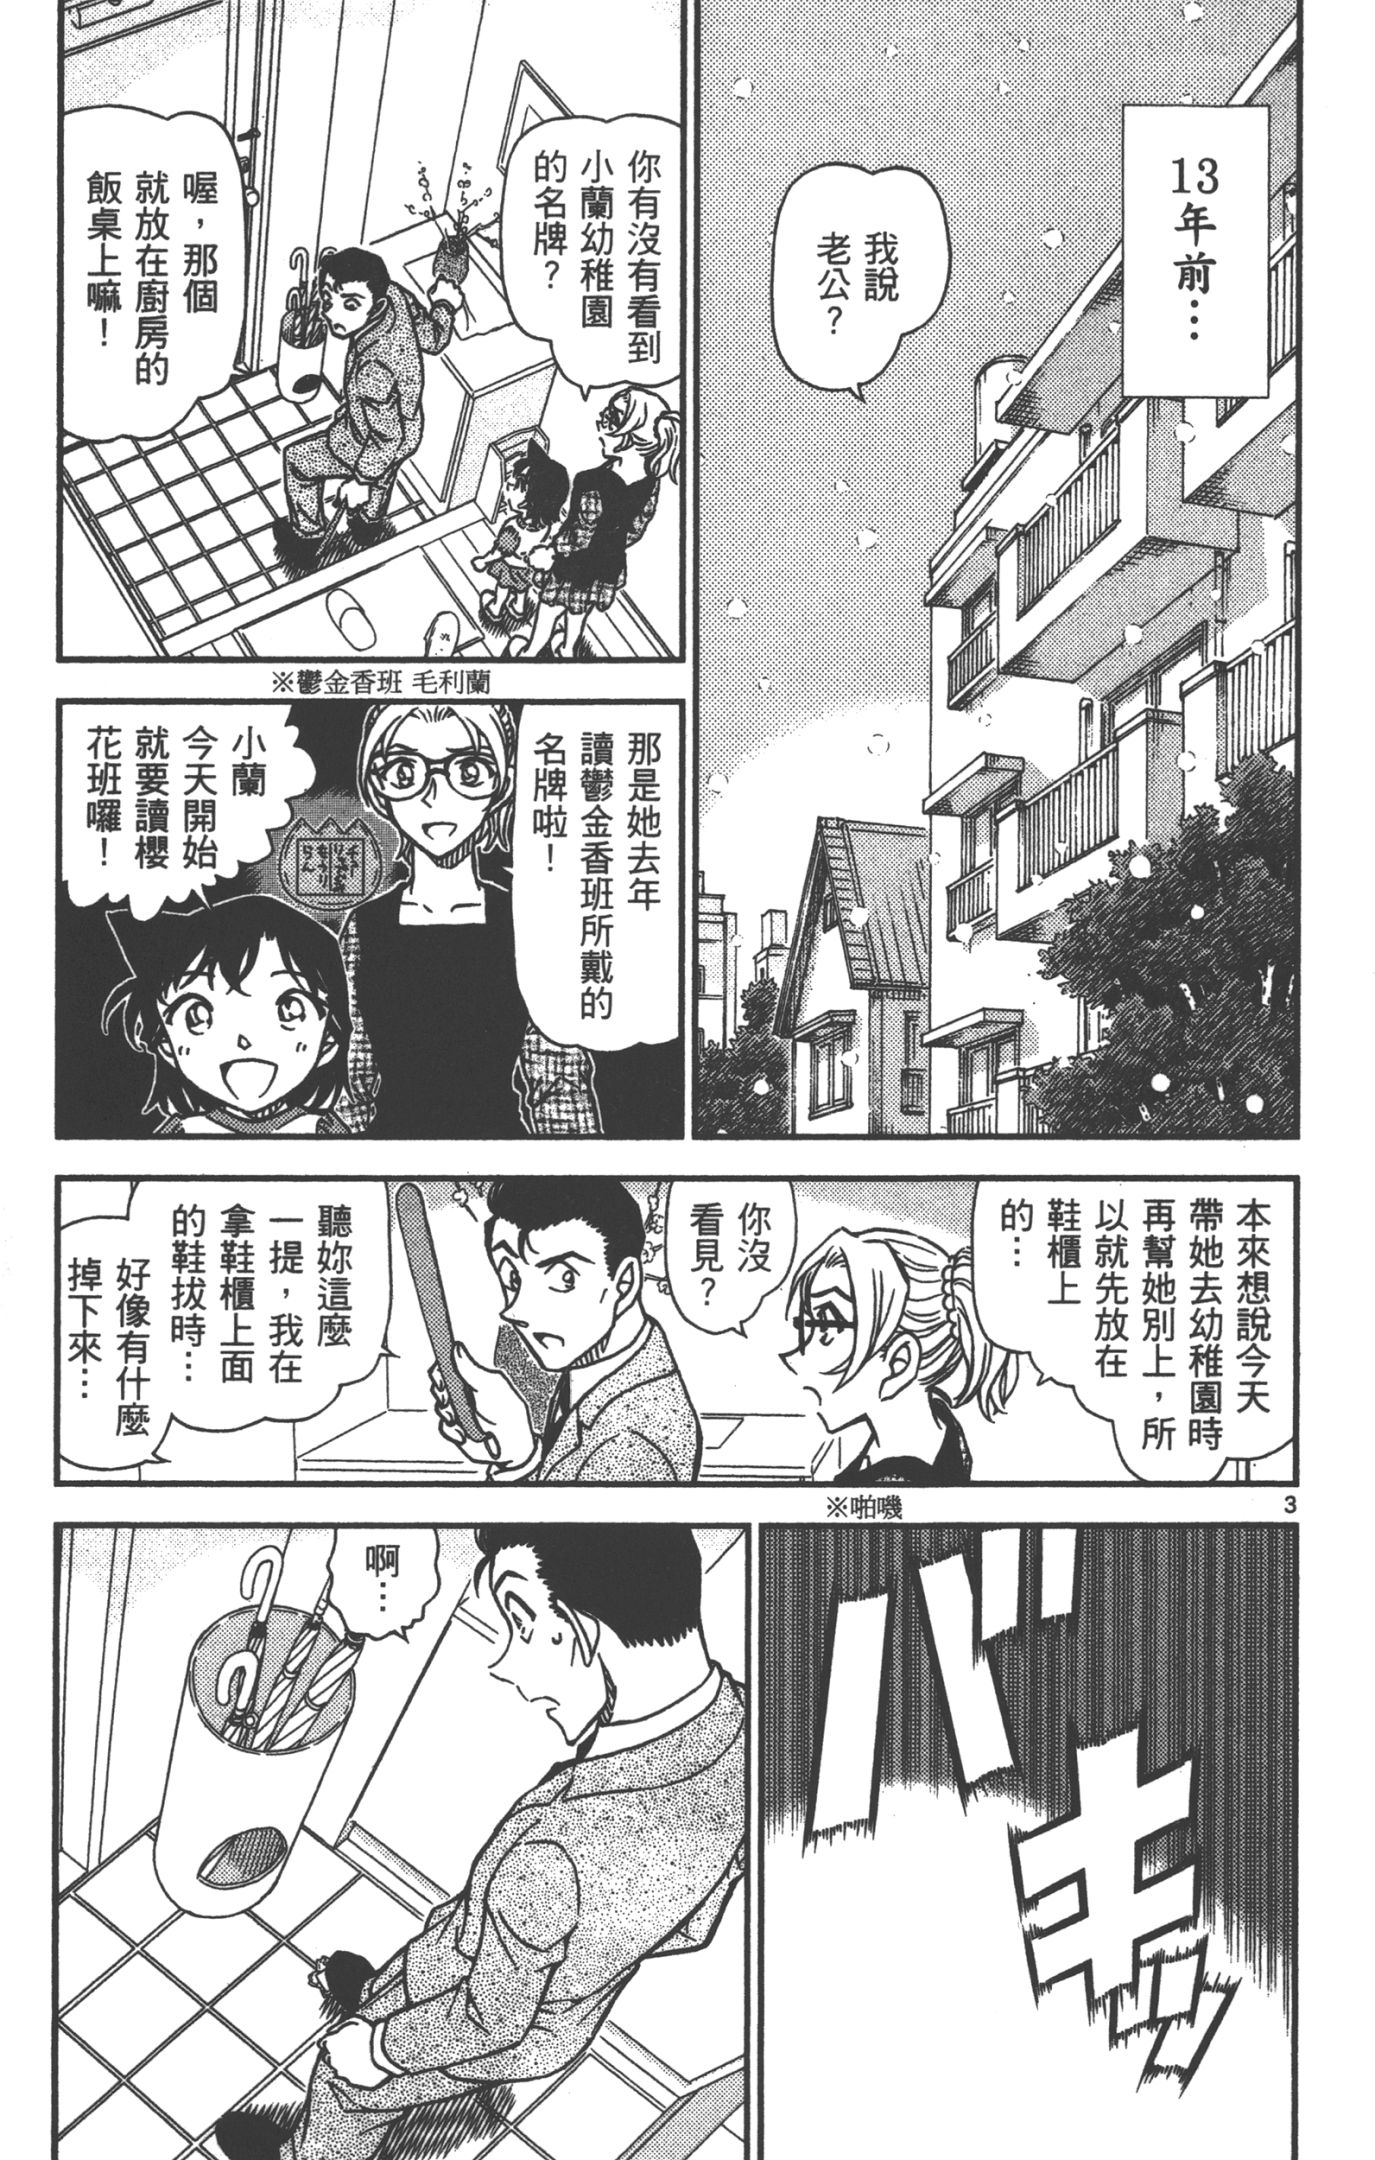 13年前…
我說
老公？
你有沒有看到
小蘭幼稚園
的名牌？
喔，那個
就放在廚房的
飯桌上嘛！
※鬱金香班 毛利蘭
那是她去年
讀鬱金香班所戴的
名牌啦！
小蘭
今天開始
就要讀櫻
花班囉！
本來想說今天
帶她去幼稚園時
再幫她別上，所
以就先放在
鞋櫃上
的…
你沒
看見？
聽妳這麼
一提，我在
拿鞋櫃上面
的鞋拔時…
好像有什麼
掉下來…
※啪嘰
3
バキッ
啊…